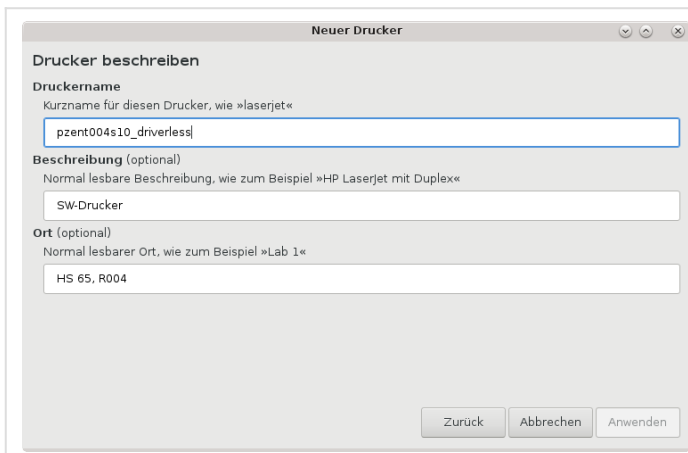 Neuer Drucker
Drucker beschreiben
Druckername
Kurzname für diesen Drucker, wie »laserjet«
pzent004s10_driverless
Beschreibung (optional)
Normal lesbare Beschreibung, wie zum Beispiel »HP LaserJet mit Duplex«
SW-Drucker
Ort (optional)
Normal lesbarer Ort, wie zum Beispiel »Lab 1«
HS 65, R004
Zurück Abbrechen Anwenden